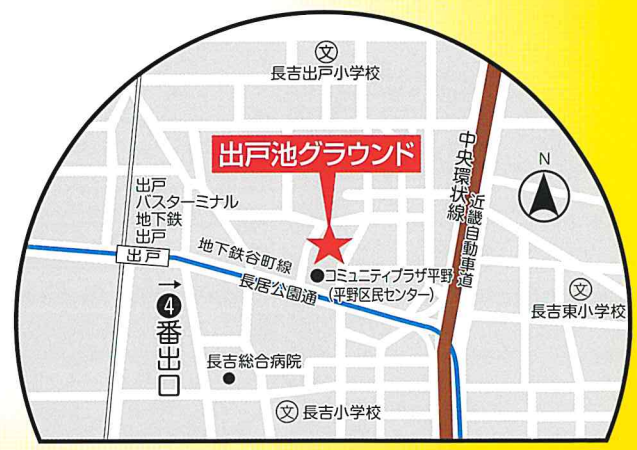 文
長吉出戸小学校
出戸池グラウンド
中央環状線
近畿自動車道
N
出戸
バスターミナル
地下鉄
出戸
出戸
地下鉄谷町線
長居公園通
コミュニティプラザ平野
(平野区民センター)
文
長吉東小学校
→4番出口
長吉総合病院
文 長吉小学校